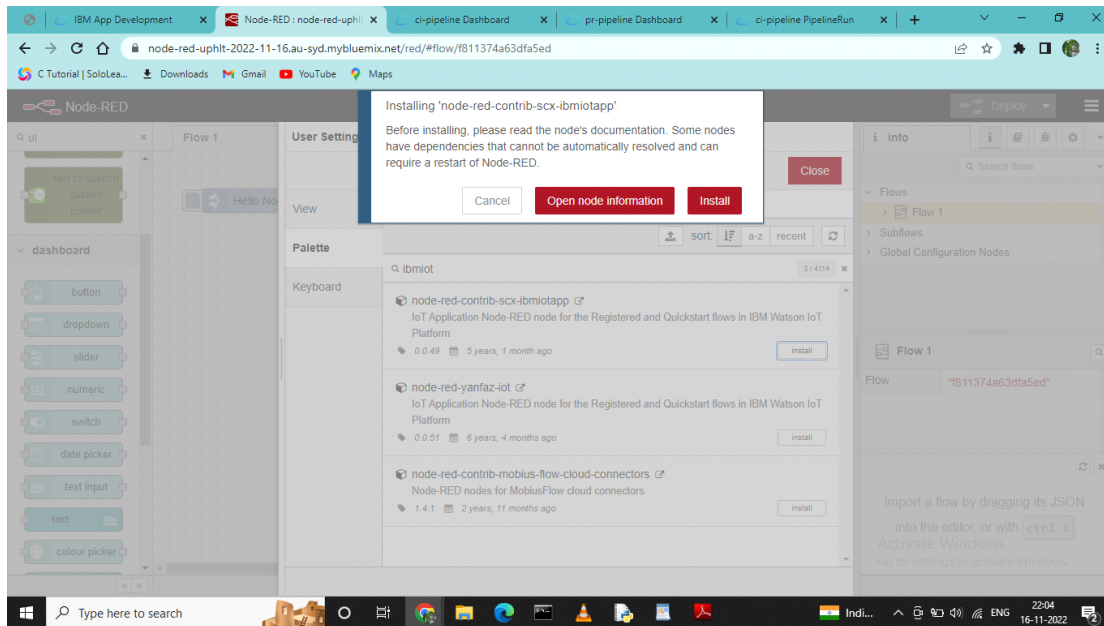 IBM App Development
Node-RED : node-red-uphlt
ci-pipeline Dashboard
pr-pipeline Dashboard
ci-pipeline PipelineRun
node-red-uphlt-2022-11-16.au-syd.mybluemix.net/red/#flow/f811374a63dfa5ed
C Tutorial | SoloLea...
Downloads
Gmail
YouTube
Maps
Node-RED
Deploy
Installing 'node-red-contrib-scx-ibmiotapp'
Before installing, please read the node's documentation. Some nodes
have dependencies that cannot be automatically resolved and can
require a restart of Node-RED.
Cancel
Open node information
Install
ui
text to speech
custom
builder
dashboard
button
dropdown
slider
numeric
switch
date picker
text input
text
colour picker
Flow 1
Hello No
User Setting
Close
View
Palette
Keyboard
sort:
a-z
recent
ibmiot
3 / 4114
node-red-contrib-scx-ibmiotapp
IoT Application Node-RED node for the Registered and Quickstart flows in IBM Watson IoT
Platform
0.0.49 5 years, 1 month ago
install
node-red-yanfaz-iot
IoT Application Node-RED node for the Registered and Quickstart flows in IBM Watson IoT
Platform
0.0.51 6 years, 4 months ago
install
node-red-contrib-mobius-flow-cloud-connectors
Node-RED nodes for MobiusFlow cloud connectors
1.4.1 2 years, 11 months ago
install
info
Search flows
Flows
Flow 1
Subflows
Global Configuration Nodes
Flow 1
Flow
"f811374a63dfa5ed"
Import a flow by dragging its JSON
into the editor, or with ctrl-i
Activate Windows
Go to Settings to activate Windows.
Type here to search
Indi...
ENG
22:04
16-11-2022
2